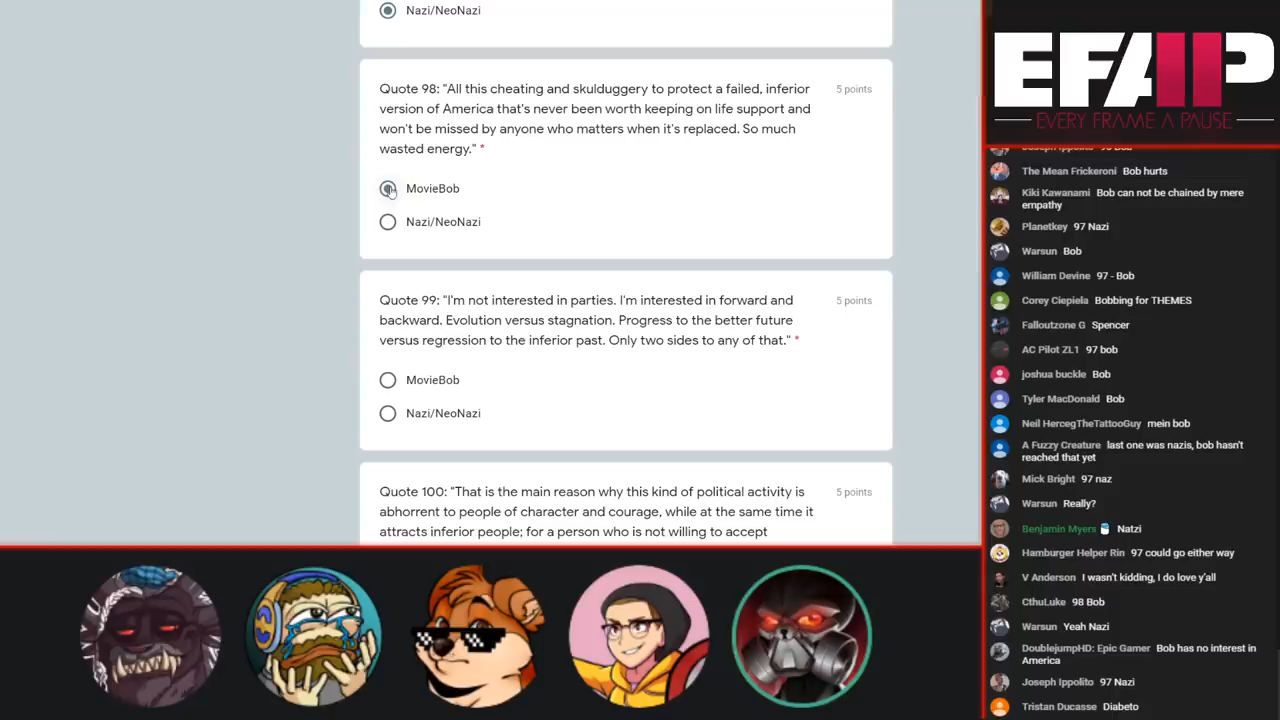 Nazi/NeoNazi
Quote 98: "All this cheating and skulduggery to protect a failed, inferior
version of America that's never been worth keeping on life support and
won't be missed by anyone who matters when it's replaced. So much
wasted energy." *
5 points
MovieBob
Nazi/NeoNazi
Quote 99: "I'm not interested in parties. I'm interested in forward and
backward. Evolution versus stagnation. Progress to the better future
versus regression to the inferior past. Only two sides to any of that." *
5 points
MovieBob
Nazi/NeoNazi
Quote 100: "That is the main reason why this kind of political activity is
abhorrent to people of character and courage, while at the same time it
attracts inferior people; for a person who is not willing to accept
5 points
EFAP
EVERY FRAME A PAUSE
Joseph Ippolito 98 Bob
The Mean Frickeroni Bob hurts
Kiki Kawanami Bob can not be chained by mere
empathy
Planetkey 97 Nazi
Warsun Bob
William Devine 97 - Bob
Corey Ciepiela Bobbing for THEMES
Falloutzone G Spencer
AC Pilot ZL1 97 bob
joshua buckle Bob
Tyler MacDonald Bob
Neil HercegTheTattooGuy mein bob
A Fuzzy Creature last one was nazis, bob hasn't
reached that yet
Mick Bright 97 naz
Warsun Really?
Benjamin Myers Natzi
Hamburger Helper Rin 97 could go either way
V Anderson I wasn't kidding, I do love y'all
CthuLuke 98 Bob
Warsun Yeah Nazi
DoublejumpHD: Epic Gamer Bob has no interest in
America
Joseph Ippolito 97 Nazi
Tristan Ducasse Diabeto